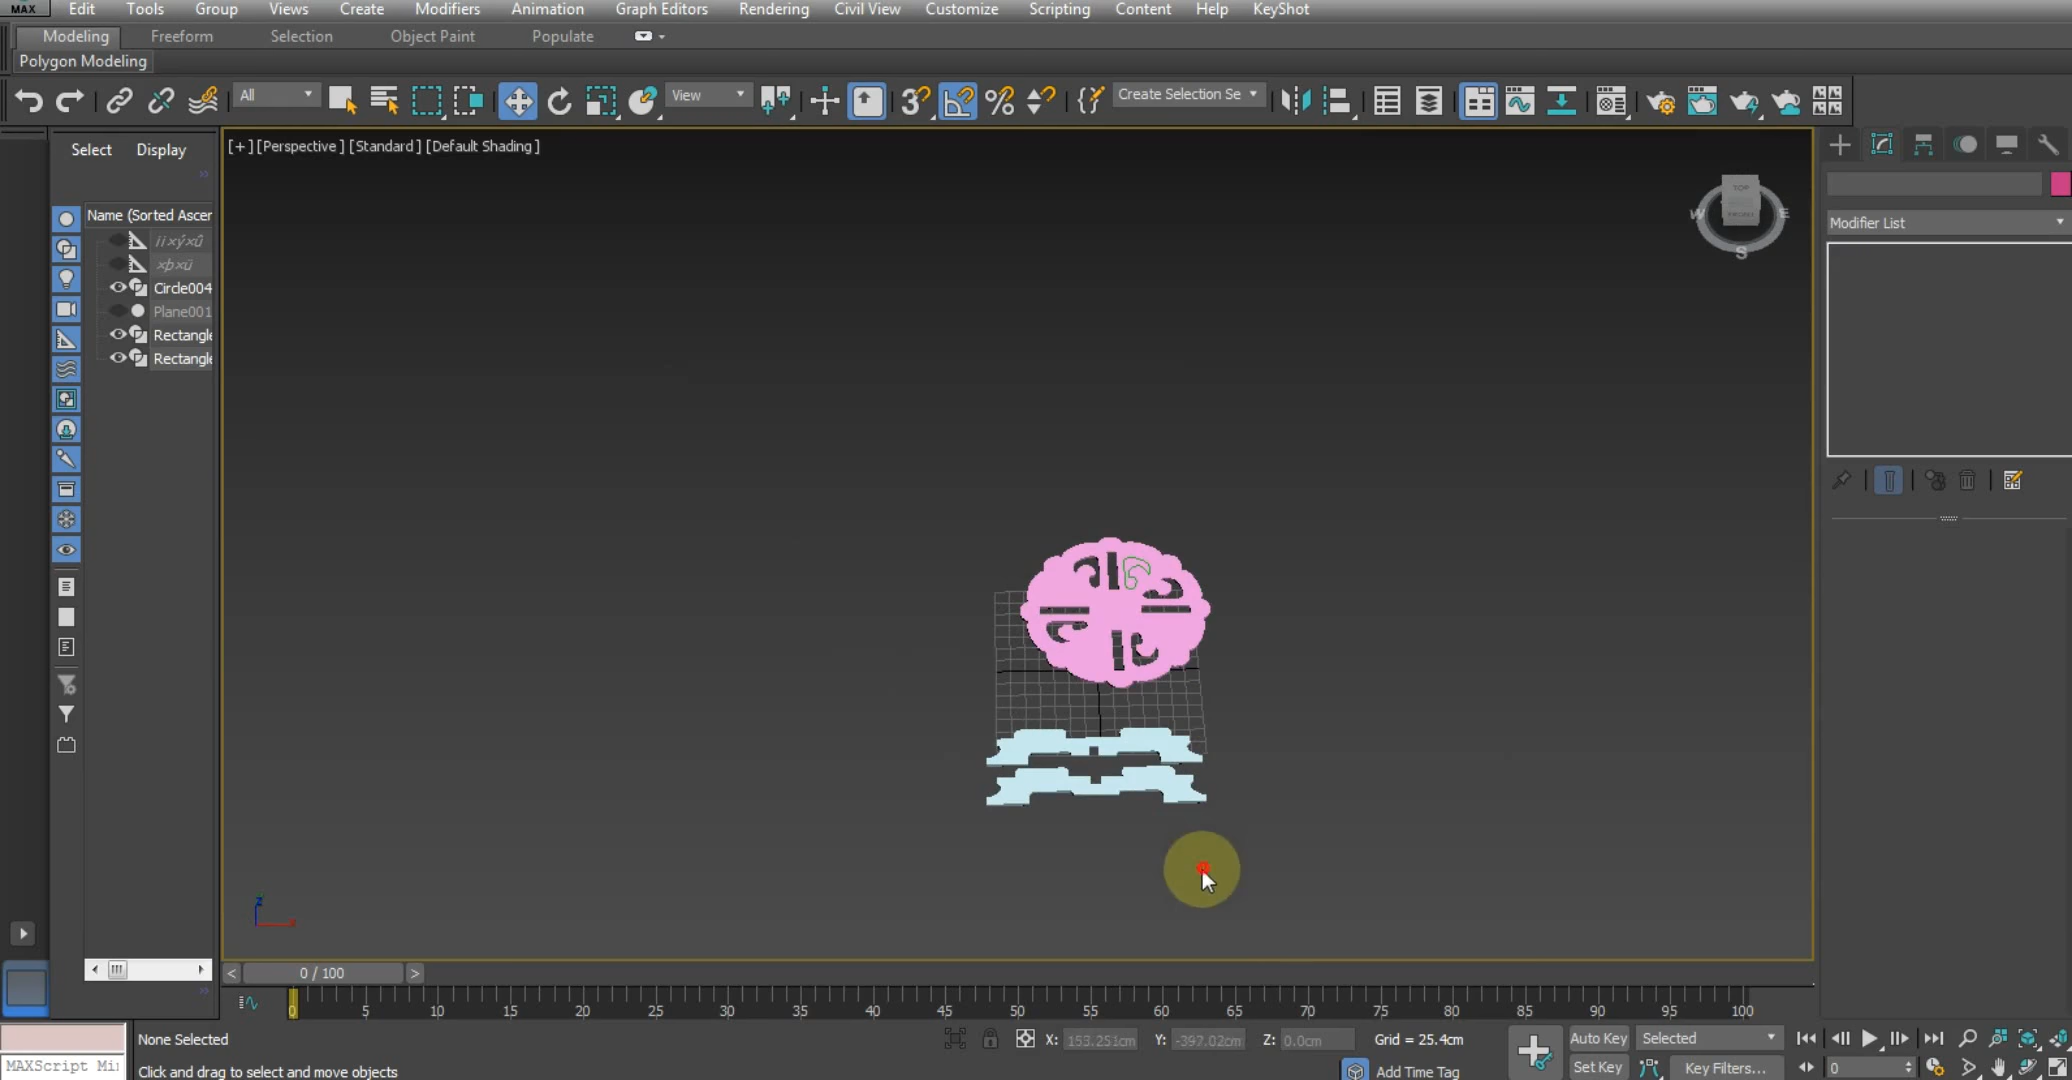 MAX Edit Tools Group Views Create Modifiers Animation Graph Editors Rendering Civil View Customize Scripting Content Help KeyShot
Modeling Freeform Selection Object Paint Populate
Polygon Modeling
All View 3 Create Selection Se
Select Display
[+] [Perspective] [Standard] [Default Shading]
TOP
FRONT
W E
S
Name (Sorted Ascer
Circle004
Plane001
Rectangle
Rectangle
Modifier List
z
x
0 / 100
0 5 10 15 20 25 30 35 40 45 50 55 60 65 70 75 80 85 90 95 100
None Selected X: 153.251cm Y: -397.02cm Z: 0.0cm Grid = 25.4cm Auto Key Selected
MAXScript Mi Click and drag to select and move objects Add Time Tag Set Key Key Filters... 0